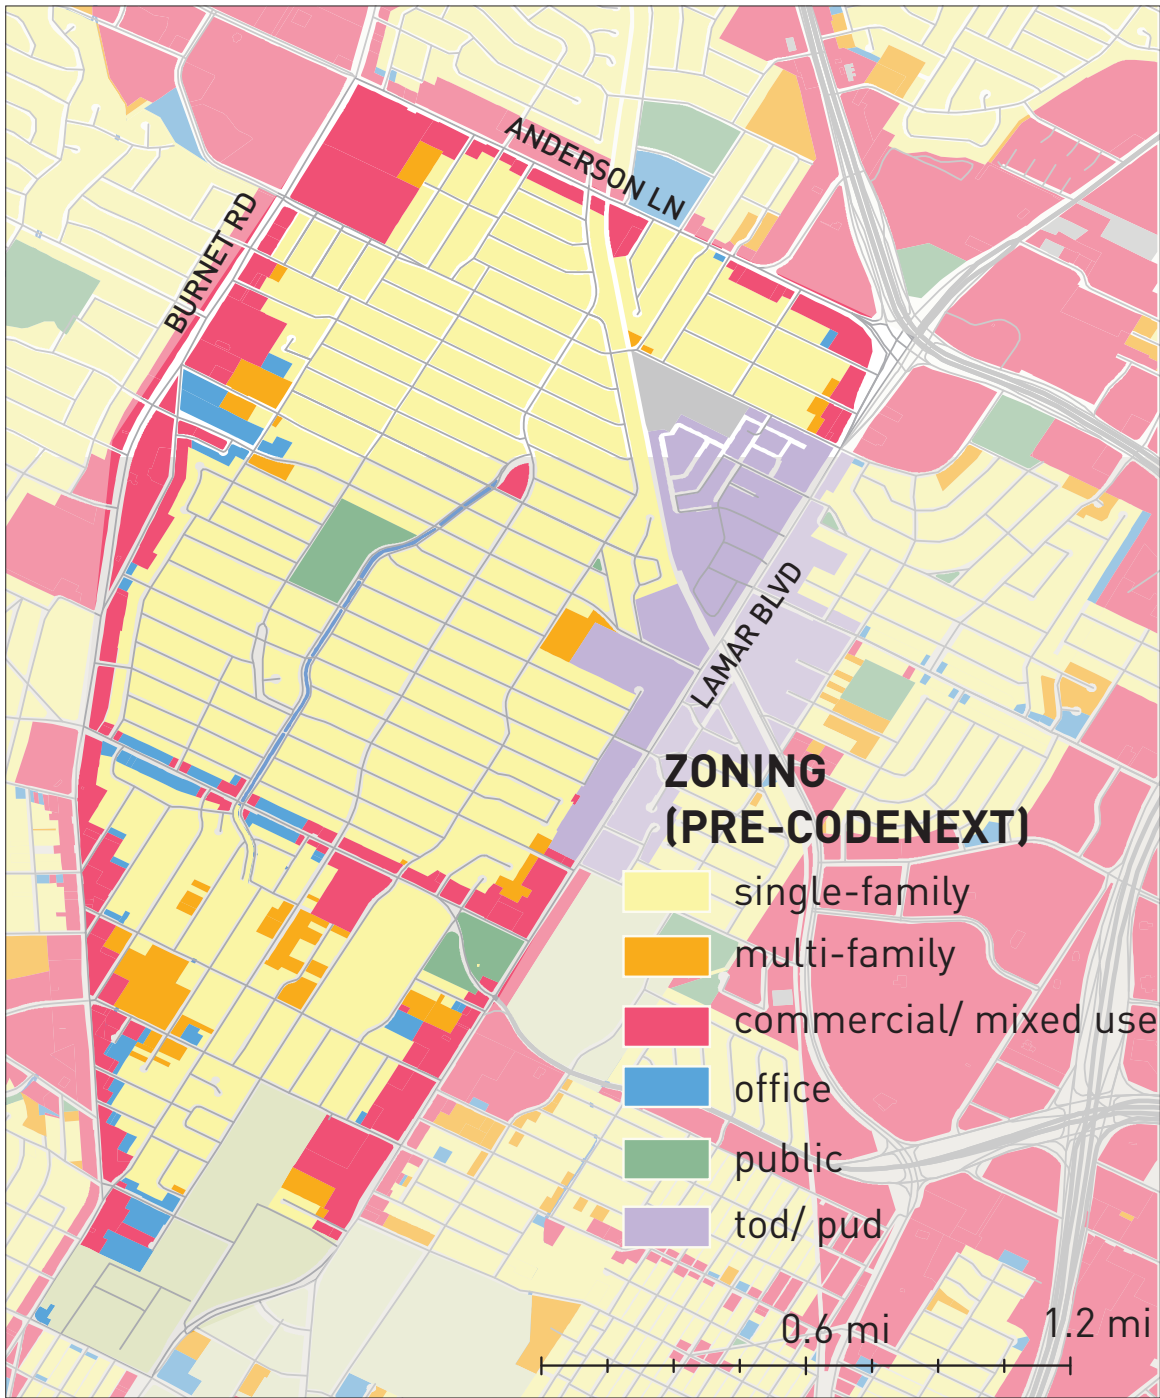 ANDERSON LN
BURNET RD
LAMAR BLVD
ZONING
(PRE-CODENEXT)
single-family
multi-family
commercial/ mixed use
office
public
tod/ pud
0.6 mi
1.2 mi